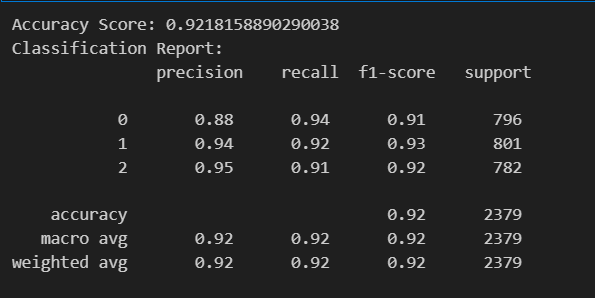 Accuracy Score: 0.9218158890290038
Classification Report:
precision recall f1-score support
0 0.88 0.94 0.91 796
1 0.94 0.92 0.93 801
2 0.95 0.91 0.92 782
accuracy 0.92 2379
macro avg 0.92 0.92 0.92 2379
weighted avg 0.92 0.92 0.92 2379